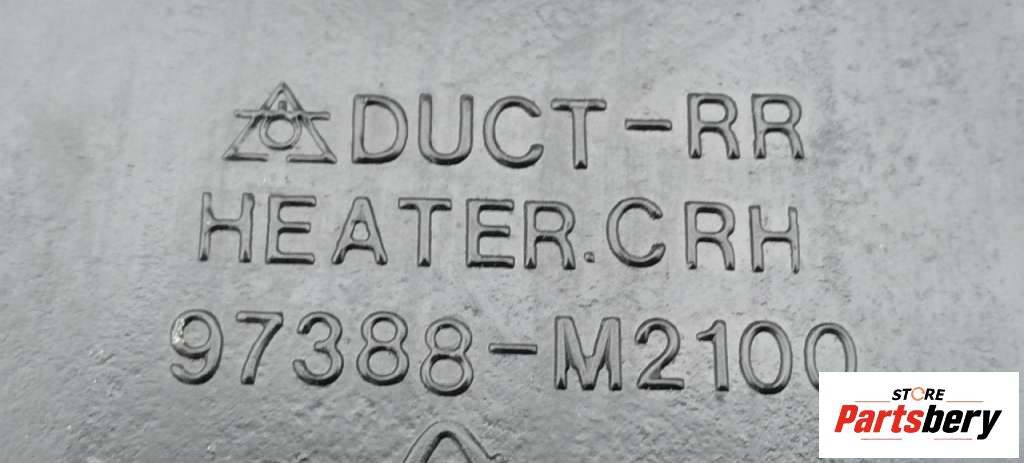 DUCT-RR
HEATER.CRH
97388-M2100
STORE
Partsbery